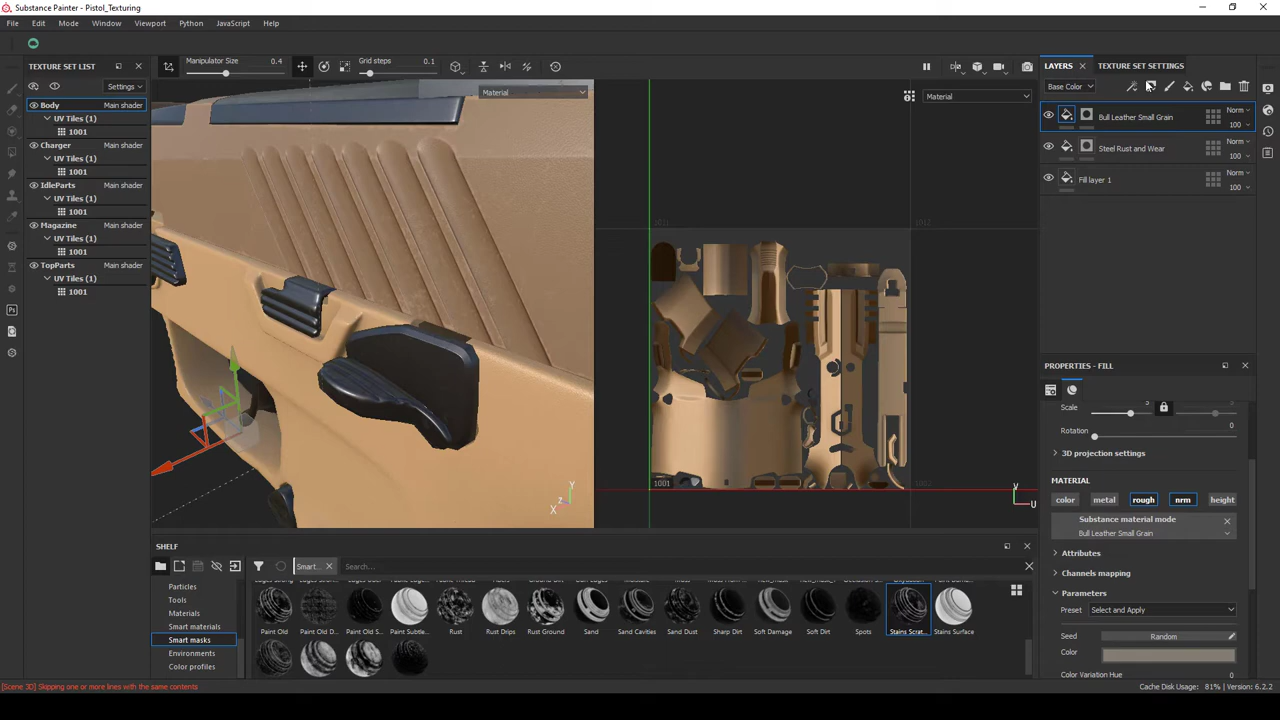 Substance Painter - Pistol_Texturing
File Edit Mode Window Viewport Python JavaScript Help
TEXTURE SET LIST
Settings
Body Main shader
UV Tiles (1)
1001
Charger Main shader
UV Tiles (1)
1001
IdleParts Main shader
UV Tiles (1)
1001
Magazine Main shader
UV Tiles (1)
1001
TopParts Main shader
UV Tiles (1)
1001
Manipulator Size 0.4 Grid steps 0.1
Material
Material
Y
Z
X
1011 1012
1001 1002
V
U
LAYERS TEXTURE SET SETTINGS
Base Color
Bull Leather Small Grain Norm
100
Steel Rust and Wear Norm
100
Fill layer 1 Norm
100
PROPERTIES - FILL
Scale
Rotation 0
3D projection settings
MATERIAL
color metal rough nrm height
Substance material mode
Bull Leather Small Grain
Attributes
Channels mapping
Parameters
Preset Select and Apply
Seed Random
Color
Color Variation Hue
SHELF
Smart... Search...
Particles
Tools
Materials
Smart materials
Smart masks
Environments
Color profiles
Paint Old Paint Old D... Paint Old S... Paint Subtle... Rust Rust Drips Rust Ground Sand Sand Cavities Sand Dust Sharp Dirt Soft Damage Soft Dirt Spots Stains Scrat... Stains Surface
[Scene 3D] Skipping one or more lines with the same contents
Cache Disk Usage: 81% | Version: 6.2.2